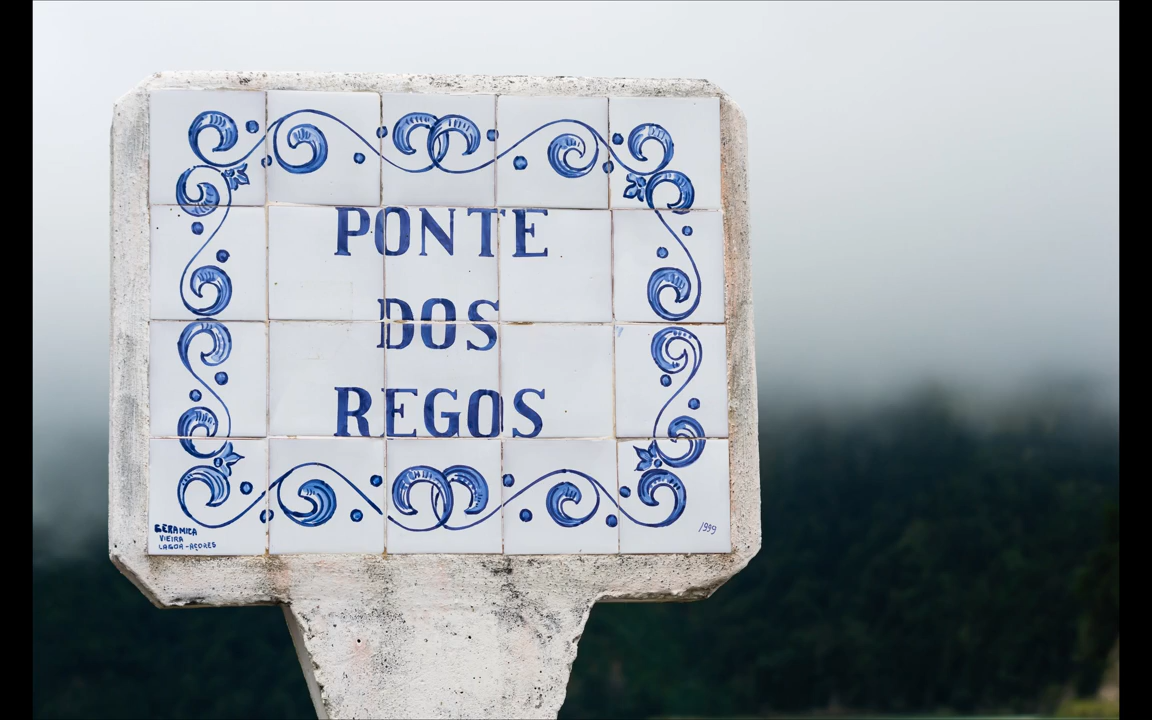 PONTE
DOS
REGOS
CERAMICA
VIEIRA
LAGOA-AÇORES
1999